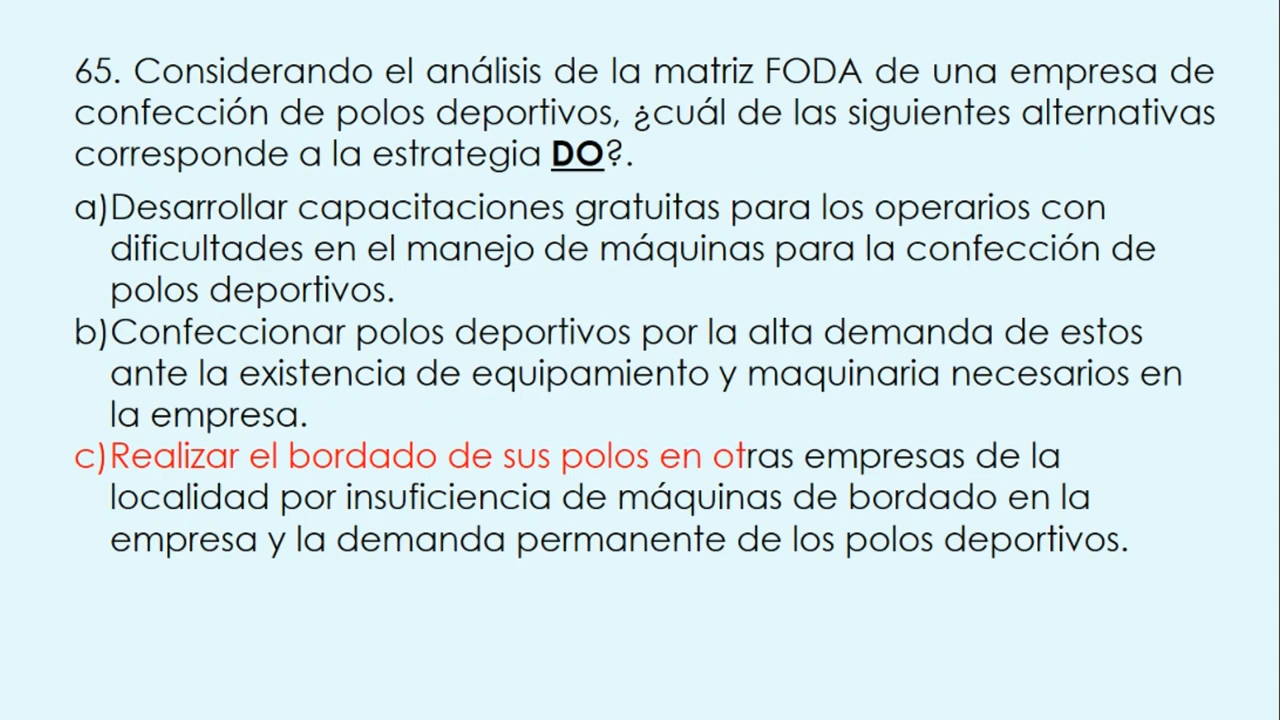 65. Considerando el análisis de la matriz FODA de una empresa de
confección de polos deportivos, ¿cuál de las siguientes alternativas
corresponde a la estrategia DO?.
a)Desarrollar capacitaciones gratuitas para los operarios con
dificultades en el manejo de máquinas para la confección de
polos deportivos.
b)Confeccionar polos deportivos por la alta demanda de estos
ante la existencia de equipamiento y maquinaria necesarios en
la empresa.
c)Realizar el bordado de sus polos en otras empresas de la
localidad por insuficiencia de máquinas de bordado en la
empresa y la demanda permanente de los polos deportivos.